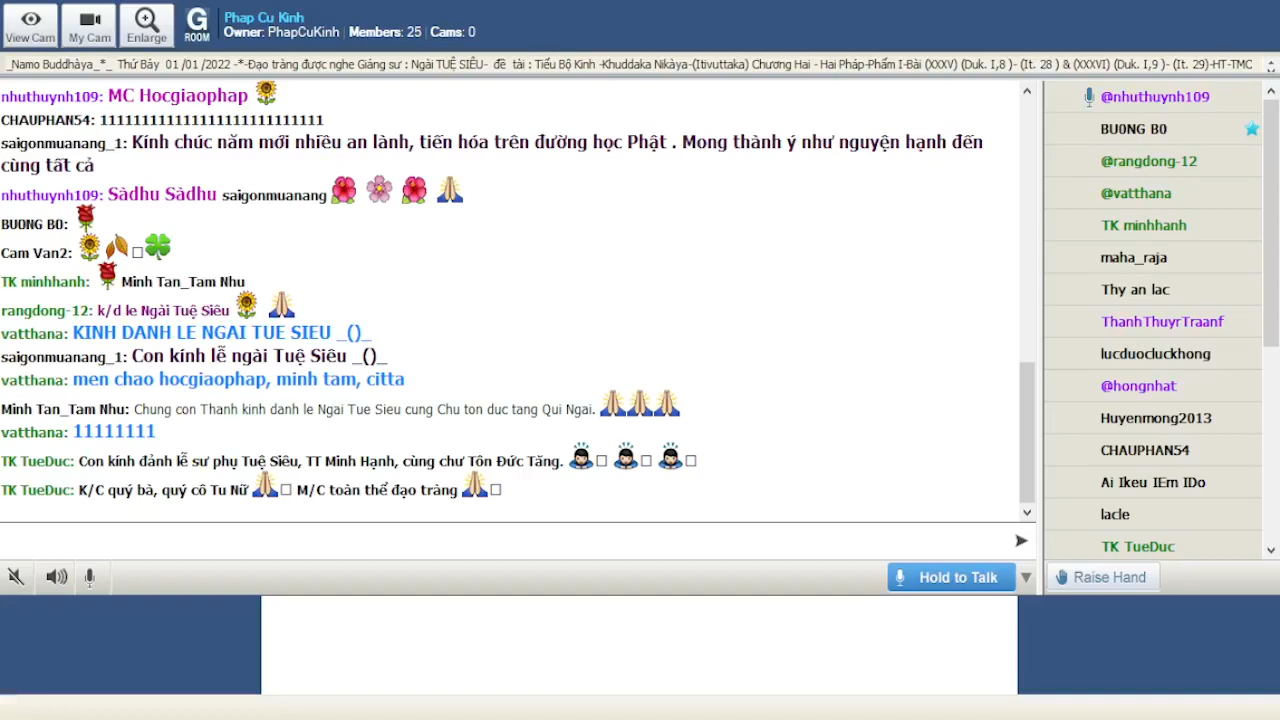 View Cam
My Cam
Enlarge
G
ROOM
Phap Cu Kinh
Owner: PhapCuKinh | Members: 25 | Cams: 0
_Namo Buddhàya_*_ Thứ Bảy 01 /01 /2022 -*-Đạo tràng được nghe Giảng sư : Ngài TUỆ SIÊU- đề tài : Tiểu Bộ Kinh -Khuddaka Nikàya-(Itivuttaka) Chương Hai - Hai Pháp-Phẩm I-Bài (XXXV) (Duk. I,8 )- (It. 28 ) & (XXXVI) (Duk. I,9 )- (It. 29)-HT-TMC
nhuthuynh109: MC Hocgiaophap
CHAUPHAN54: 11111111111111111111111111
saigonmuanang_1: Kính chúc năm mới nhiều an lành, tiến hóa trên đường học Phật . Mong thành ý như nguyện hạnh đến
cùng tất cả
nhuthuynh109: Sàdhu Sàdhu saigonmuanang
BUONG BO:
Cam Van2:
TK minhhanh: Minh Tan_Tam Nhu
rangdong-12: k/d le Ngài Tuệ Siêu
vatthana: KINH DANH LE NGAI TUE SIEU _()_
saigonmuanang_1: Con kính lễ ngài Tuệ Siêu _()_
vatthana: men chao hocgiaophap, minh tam, citta
Minh Tan_Tam Nhu: Chung con Thanh kinh danh le Ngai Tue Sieu cung Chu ton duc tang Qui Ngai.
vatthana: 11111111
TK TueDuc: Con kính đảnh lễ sư phụ Tuệ Siêu, TT Minh Hạnh, cùng chư Tôn Đức Tăng.
TK TueDuc: K/C quý bà, quý cô Tu Nữ M/C toàn thể đạo tràng
Hold to Talk
@nhuthuynh109
BUONG BO
@rangdong-12
@vatthana
TK minhhanh
maha_raja
Thy an lac
ThanhThuyrTraanf
lucduocluckhong
@hongnhat
Huyenmong2013
CHAUPHAN54
Ai Ikeu IEm IDo
lacle
TK TueDuc
Raise Hand